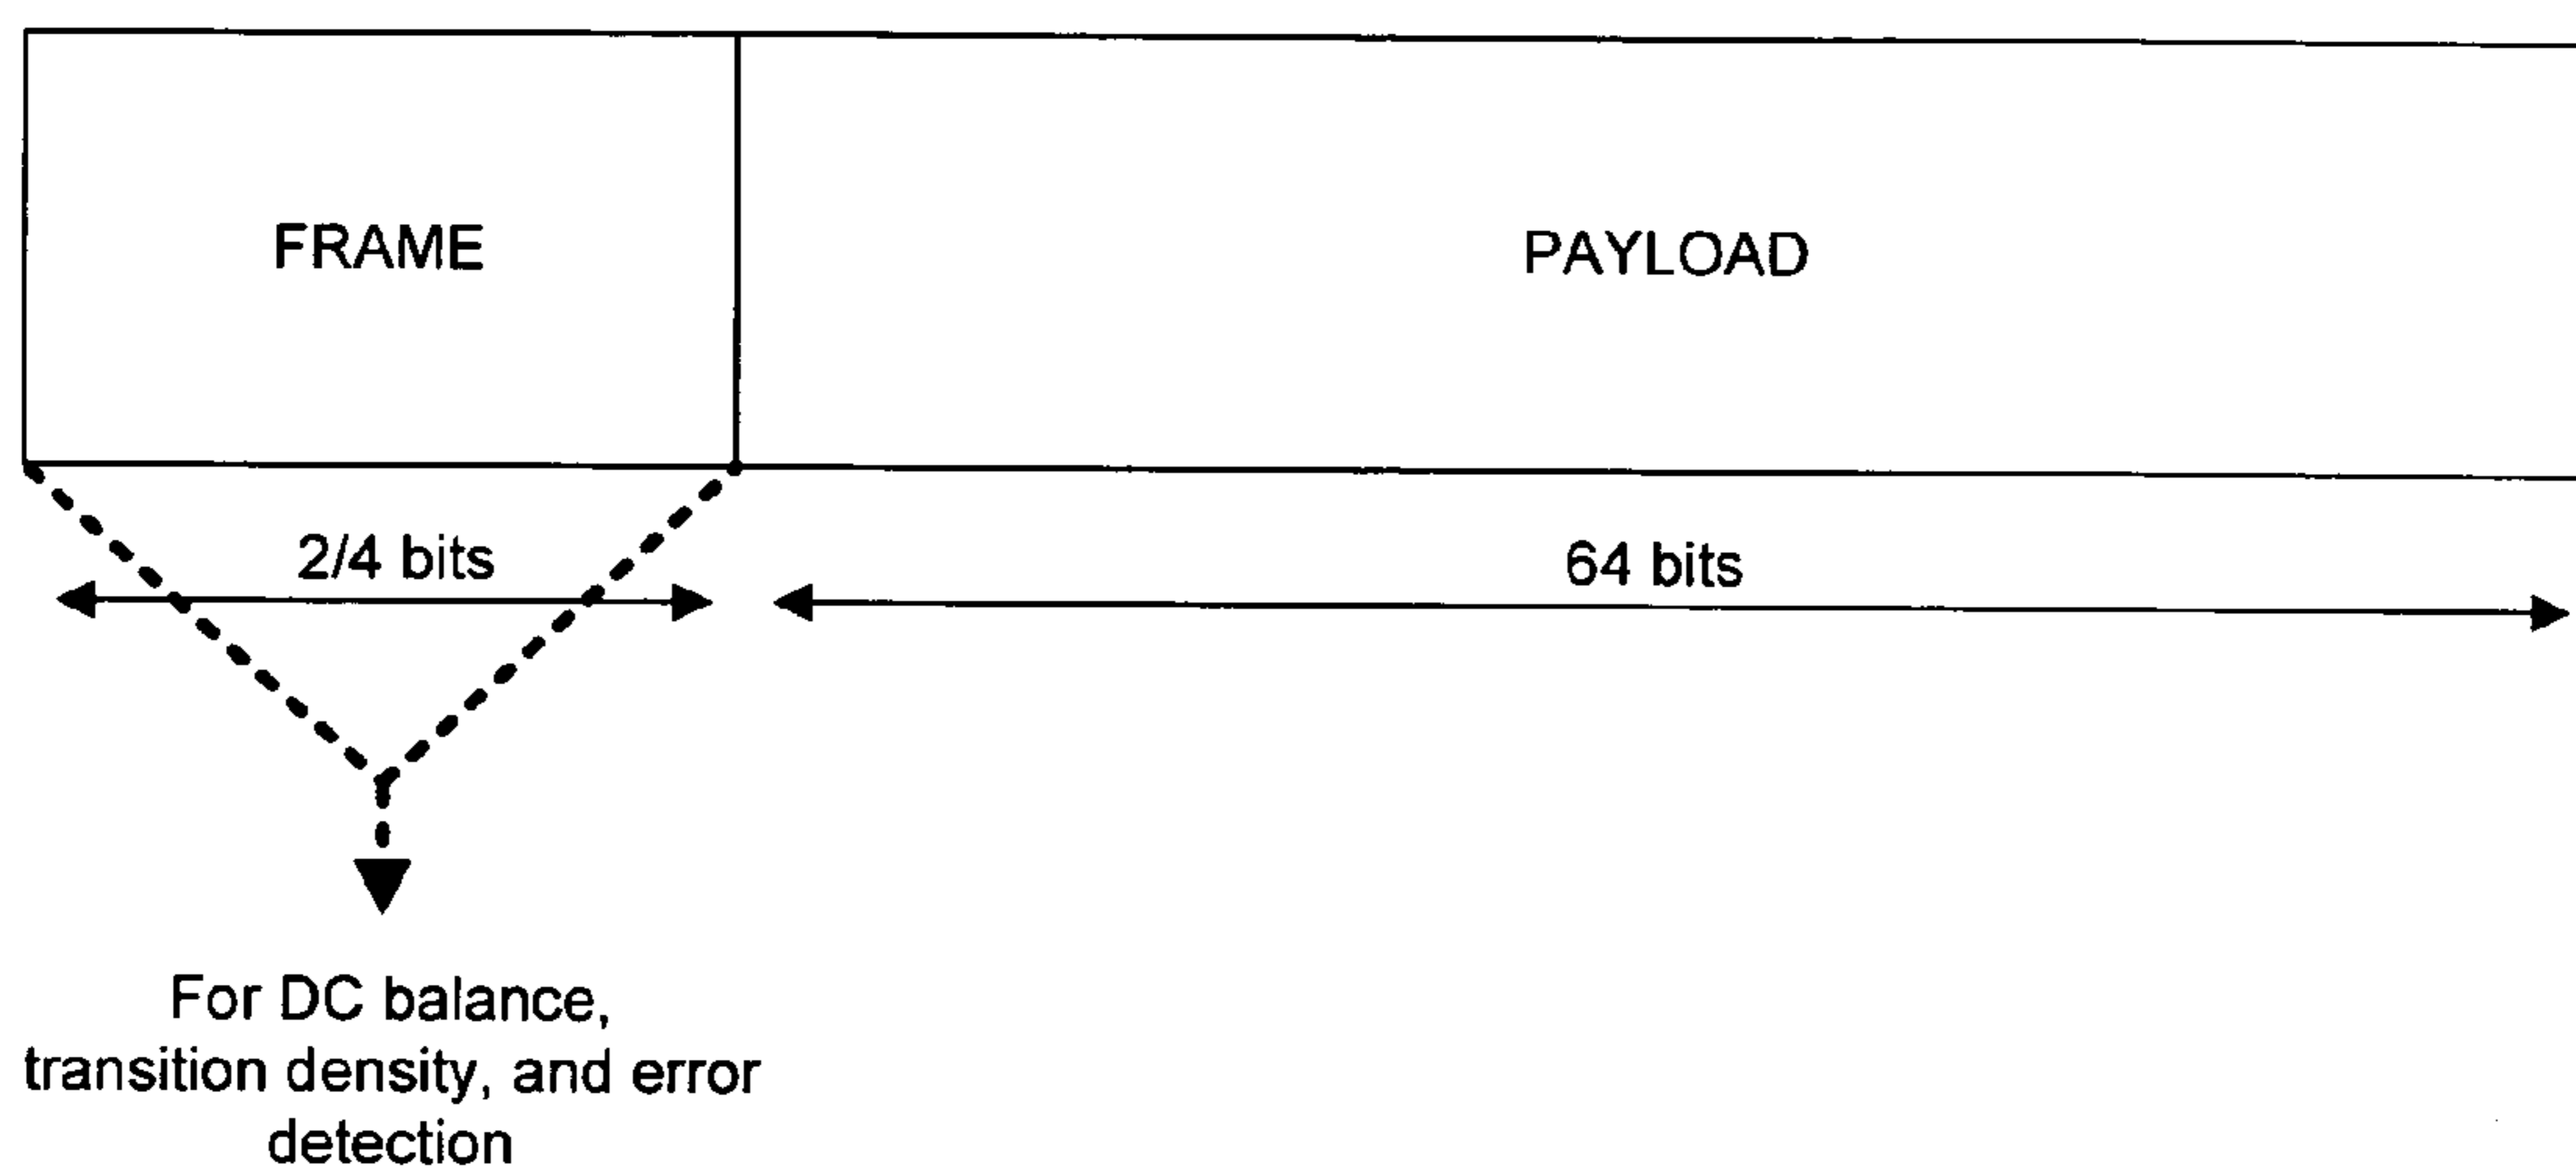 FRAME
PAYLOAD
2/4 bits
64 bits
For DC balance,
transition density, and error
detection